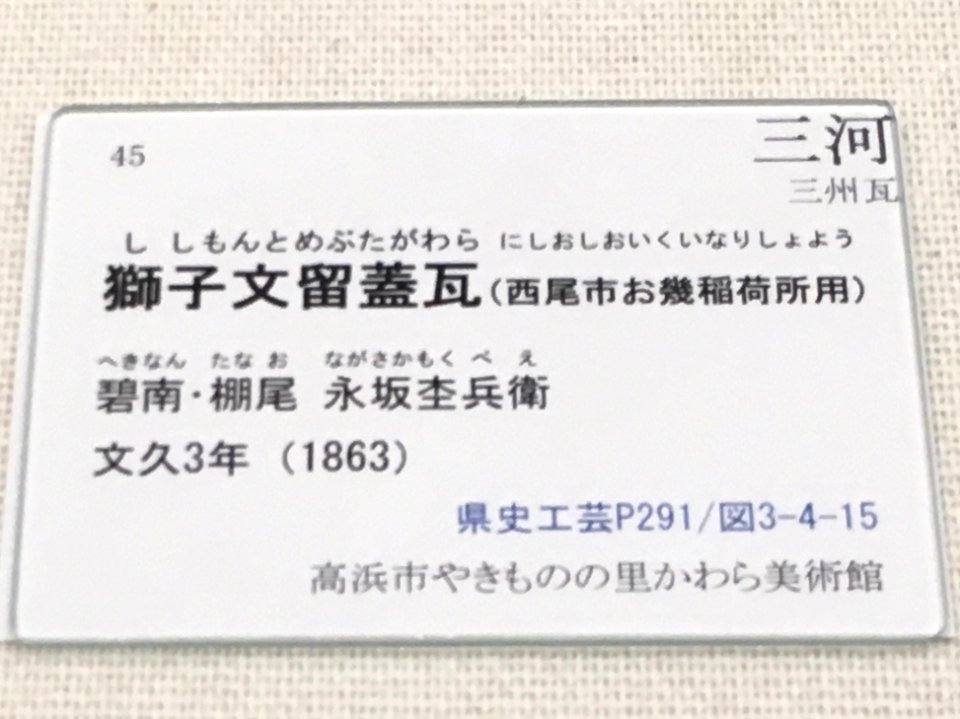 45
三河
三州瓦
し しもんとめぶたがわら にしおしおいくいなりしょよう
獅子文留蓋瓦(西尾市お幾稲荷所用)
へきなん たなお ながさかもくべえ
碧南・棚尾 永坂杢兵衛
文久3年 (1863)
県史工芸P291/図3-4-15
高浜市やきものの里かわら美術館